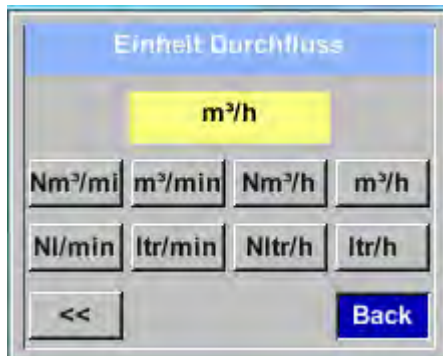 Einheit Durchfluss
m³/h
Nm³/mi m³/min Nm³/h m³/h
Nl/min ltr/min Nltr/h ltr/h
<< Back